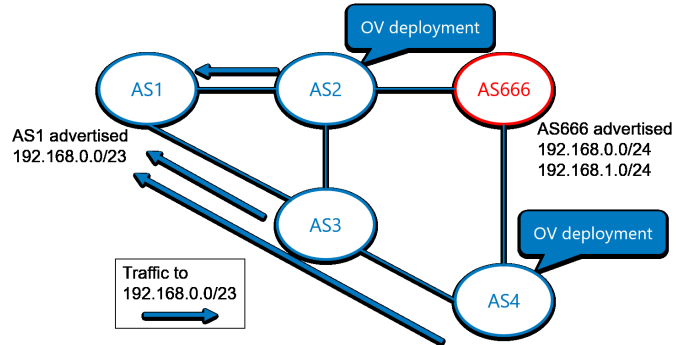 OV deployment
AS1
AS2
AS666
AS1 advertised
192.168.0.0/23
AS666 advertised
192.168.0.0/24
192.168.1.0/24
AS3
OV deployment
Traffic to
192.168.0.0/23
AS4